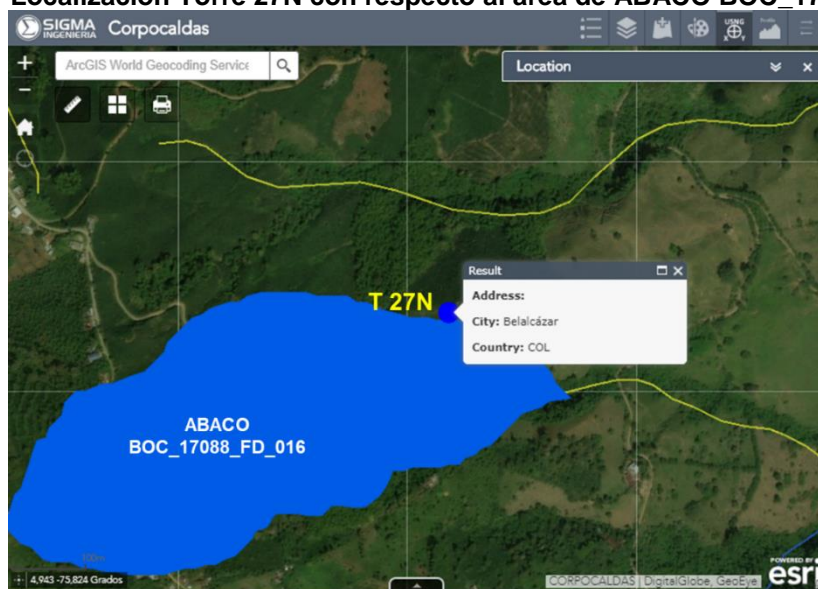 Localización Torre 27N con respecto al área de ABACO BOC_17
SIGMA INGENIERIA Corpocaldas
USNG
ArcGIS World Geocoding Service
Location
Result
Address:
City: Belalcázar
Country: COL
T 27N
ABACO
BOC_17088_FD_016
100m
4,943 -75,824 Grados
CORPOCALDAS | DigitalGlobe, GeoEye
POWERED BY
esri